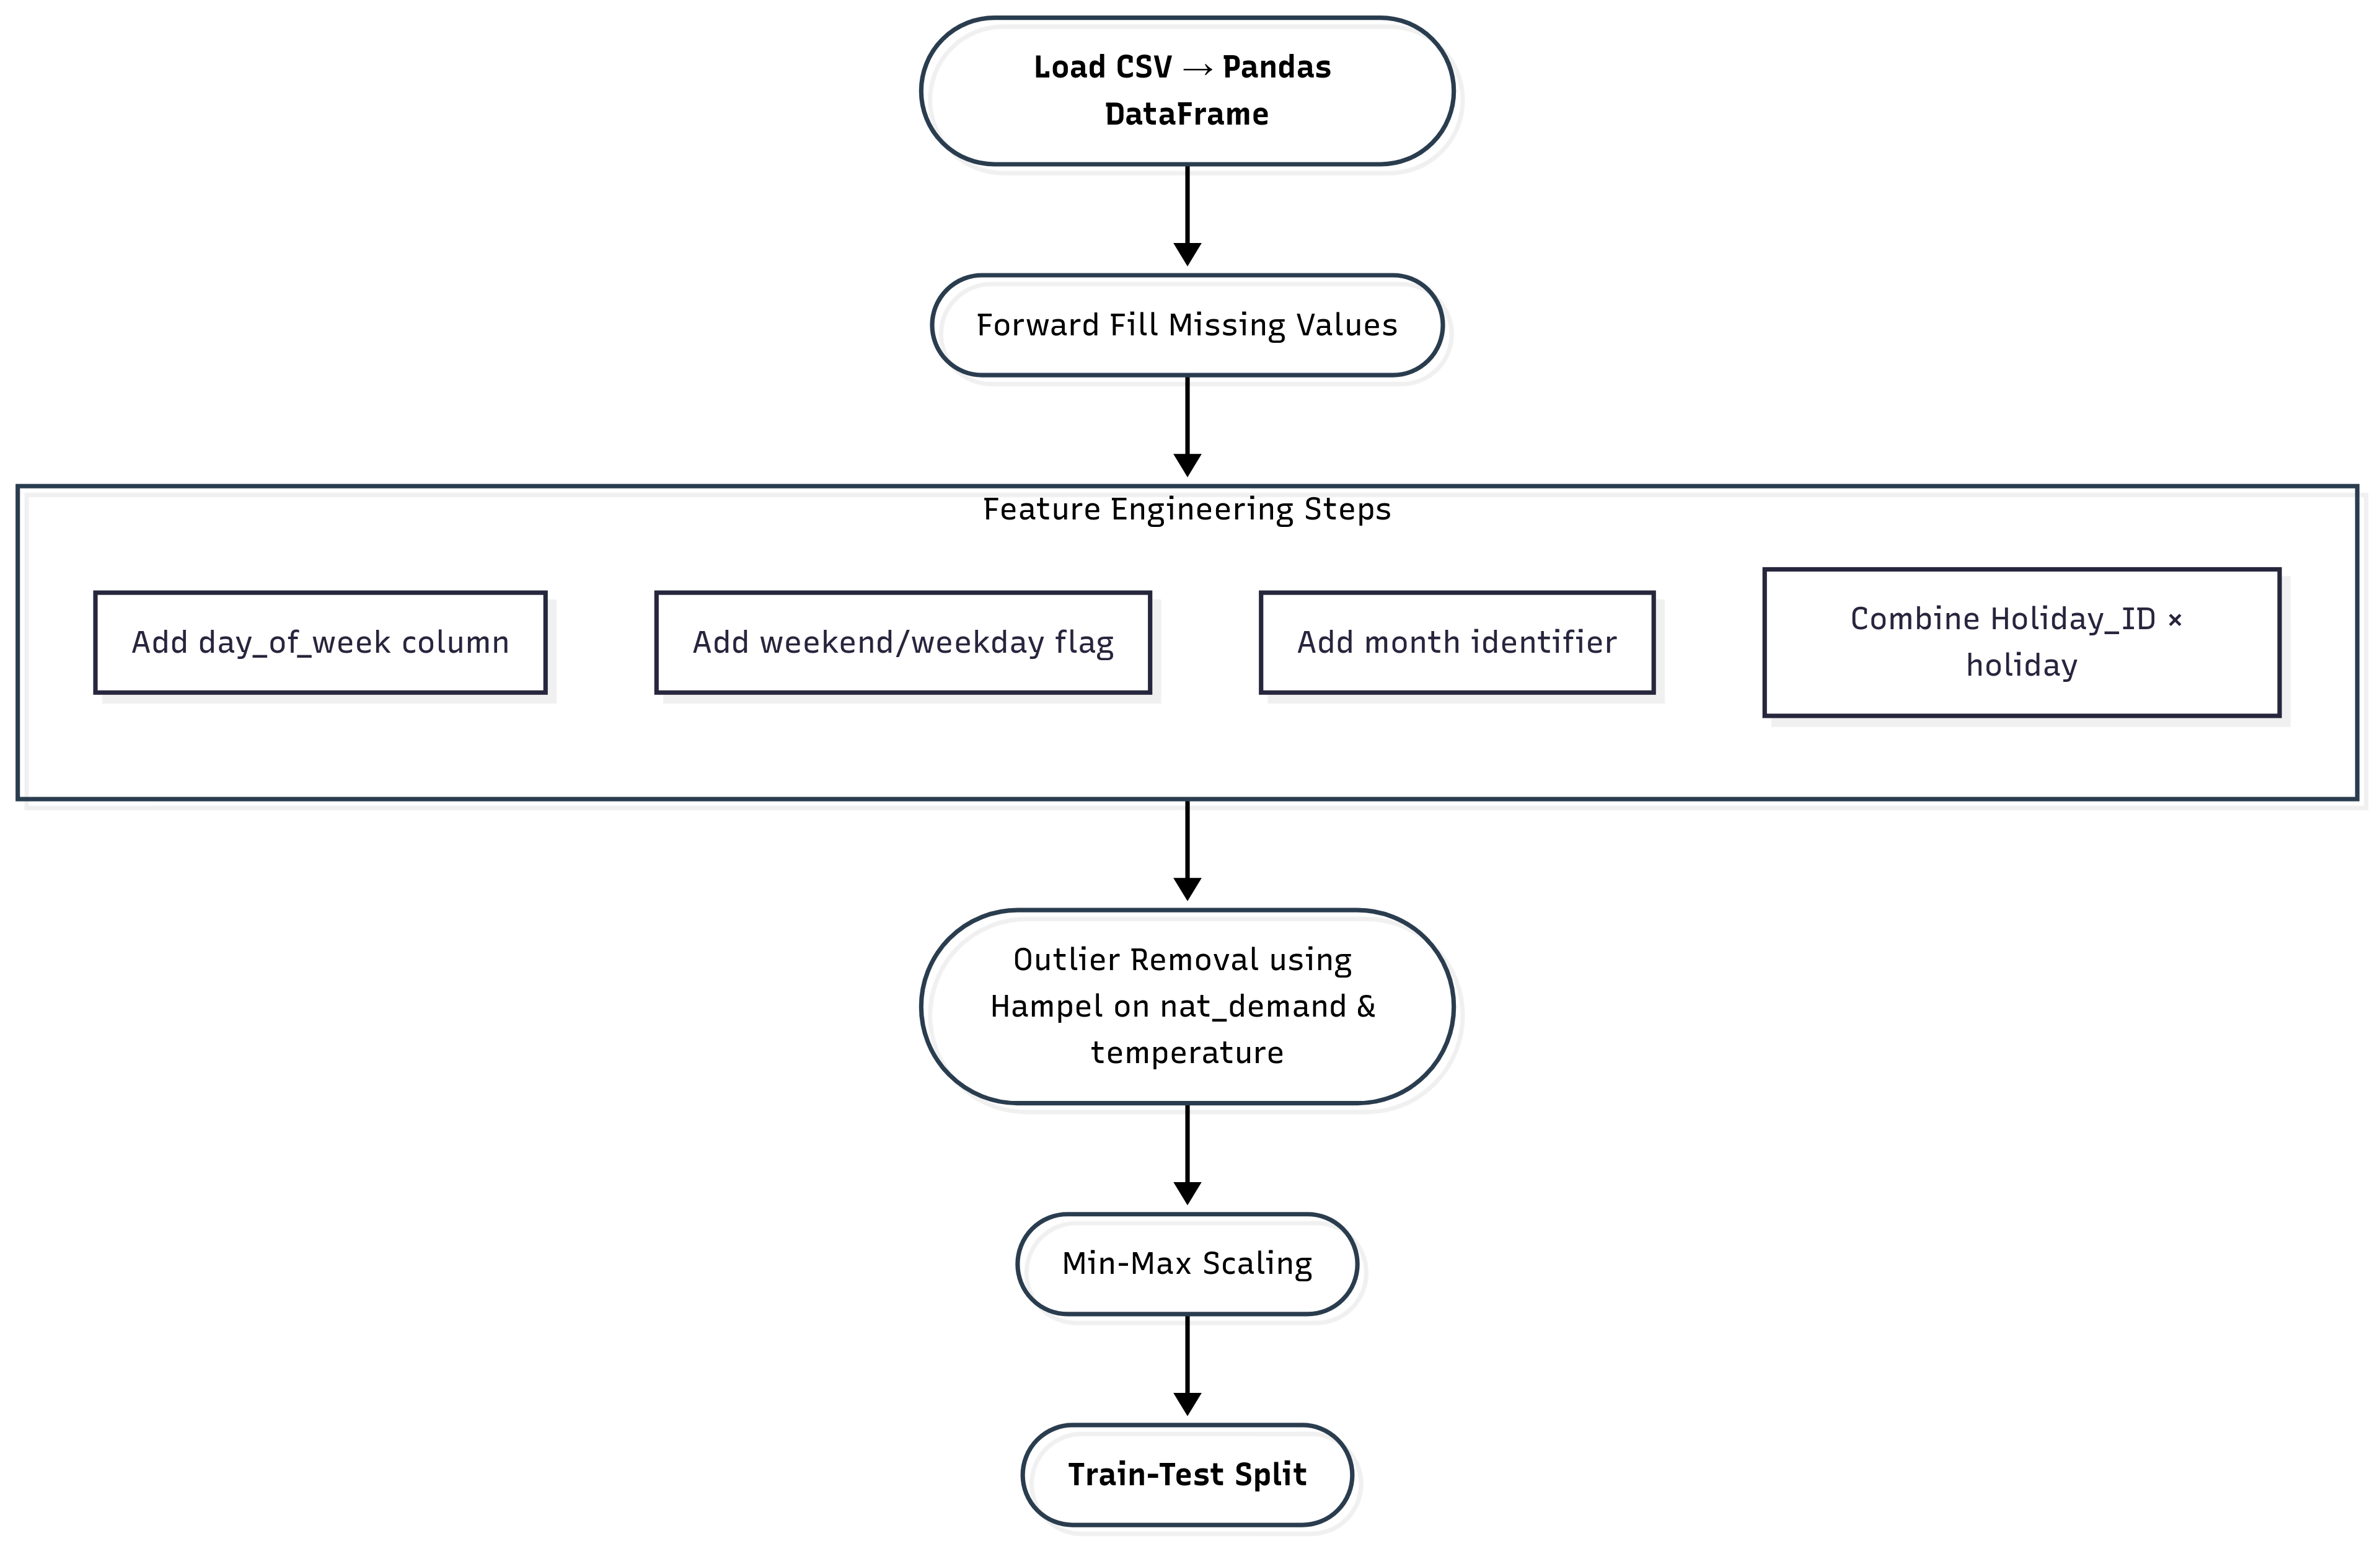 Load CSV → Pandas
DataFrame
Forward Fill Missing Values
Feature Engineering Steps
Add day_of_week column
Add weekend/weekday flag
Add month identifier
Combine Holiday_ID ×
holiday
Outlier Removal using
Hampel on nat_demand &
temperature
Min-Max Scaling
Train-Test Split